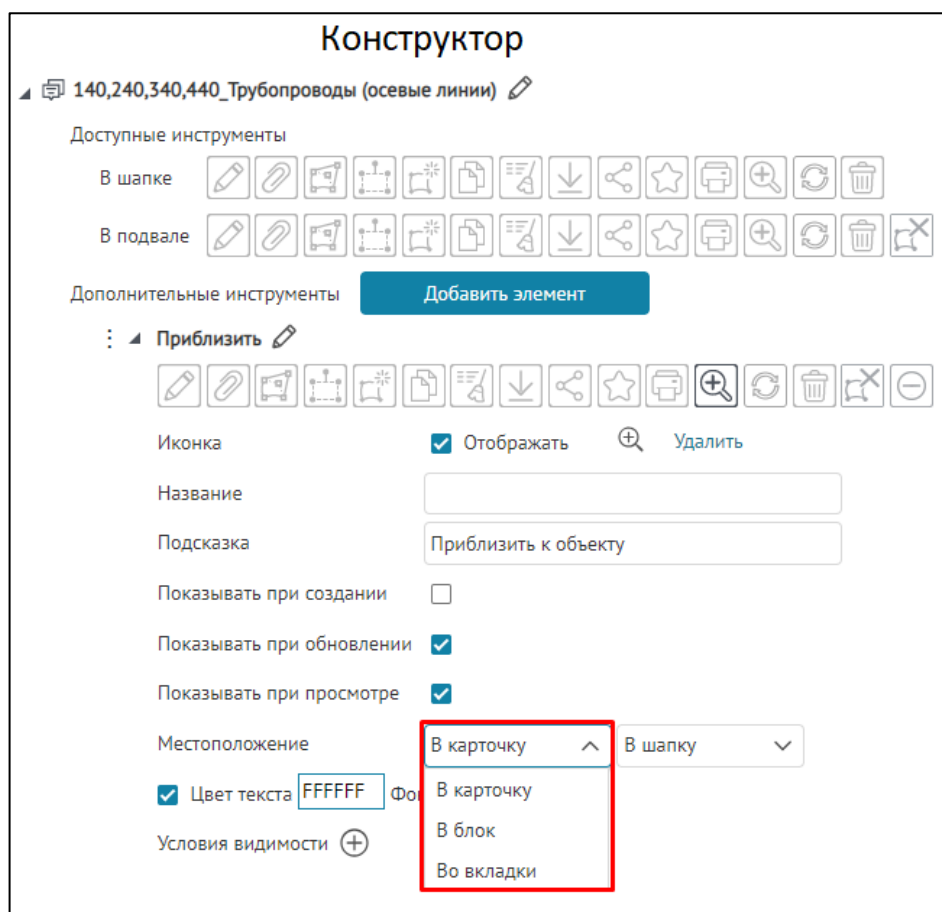 Конструктор
140,240,340,440_Трубопроводы (осевые линии)
Доступные инструменты
В шапке
В подвале
Дополнительные инструменты Добавить элемент
Приблизить
Иконка Отображать Удалить
Название
Подсказка Приблизить к объекту
Показывать при создании
Показывать при обновлении
Показывать при просмотре
Местоположение В карточку В шапку
Цвет текста FFFFFF В карточку
В блок
Условия видимости
Во вкладки